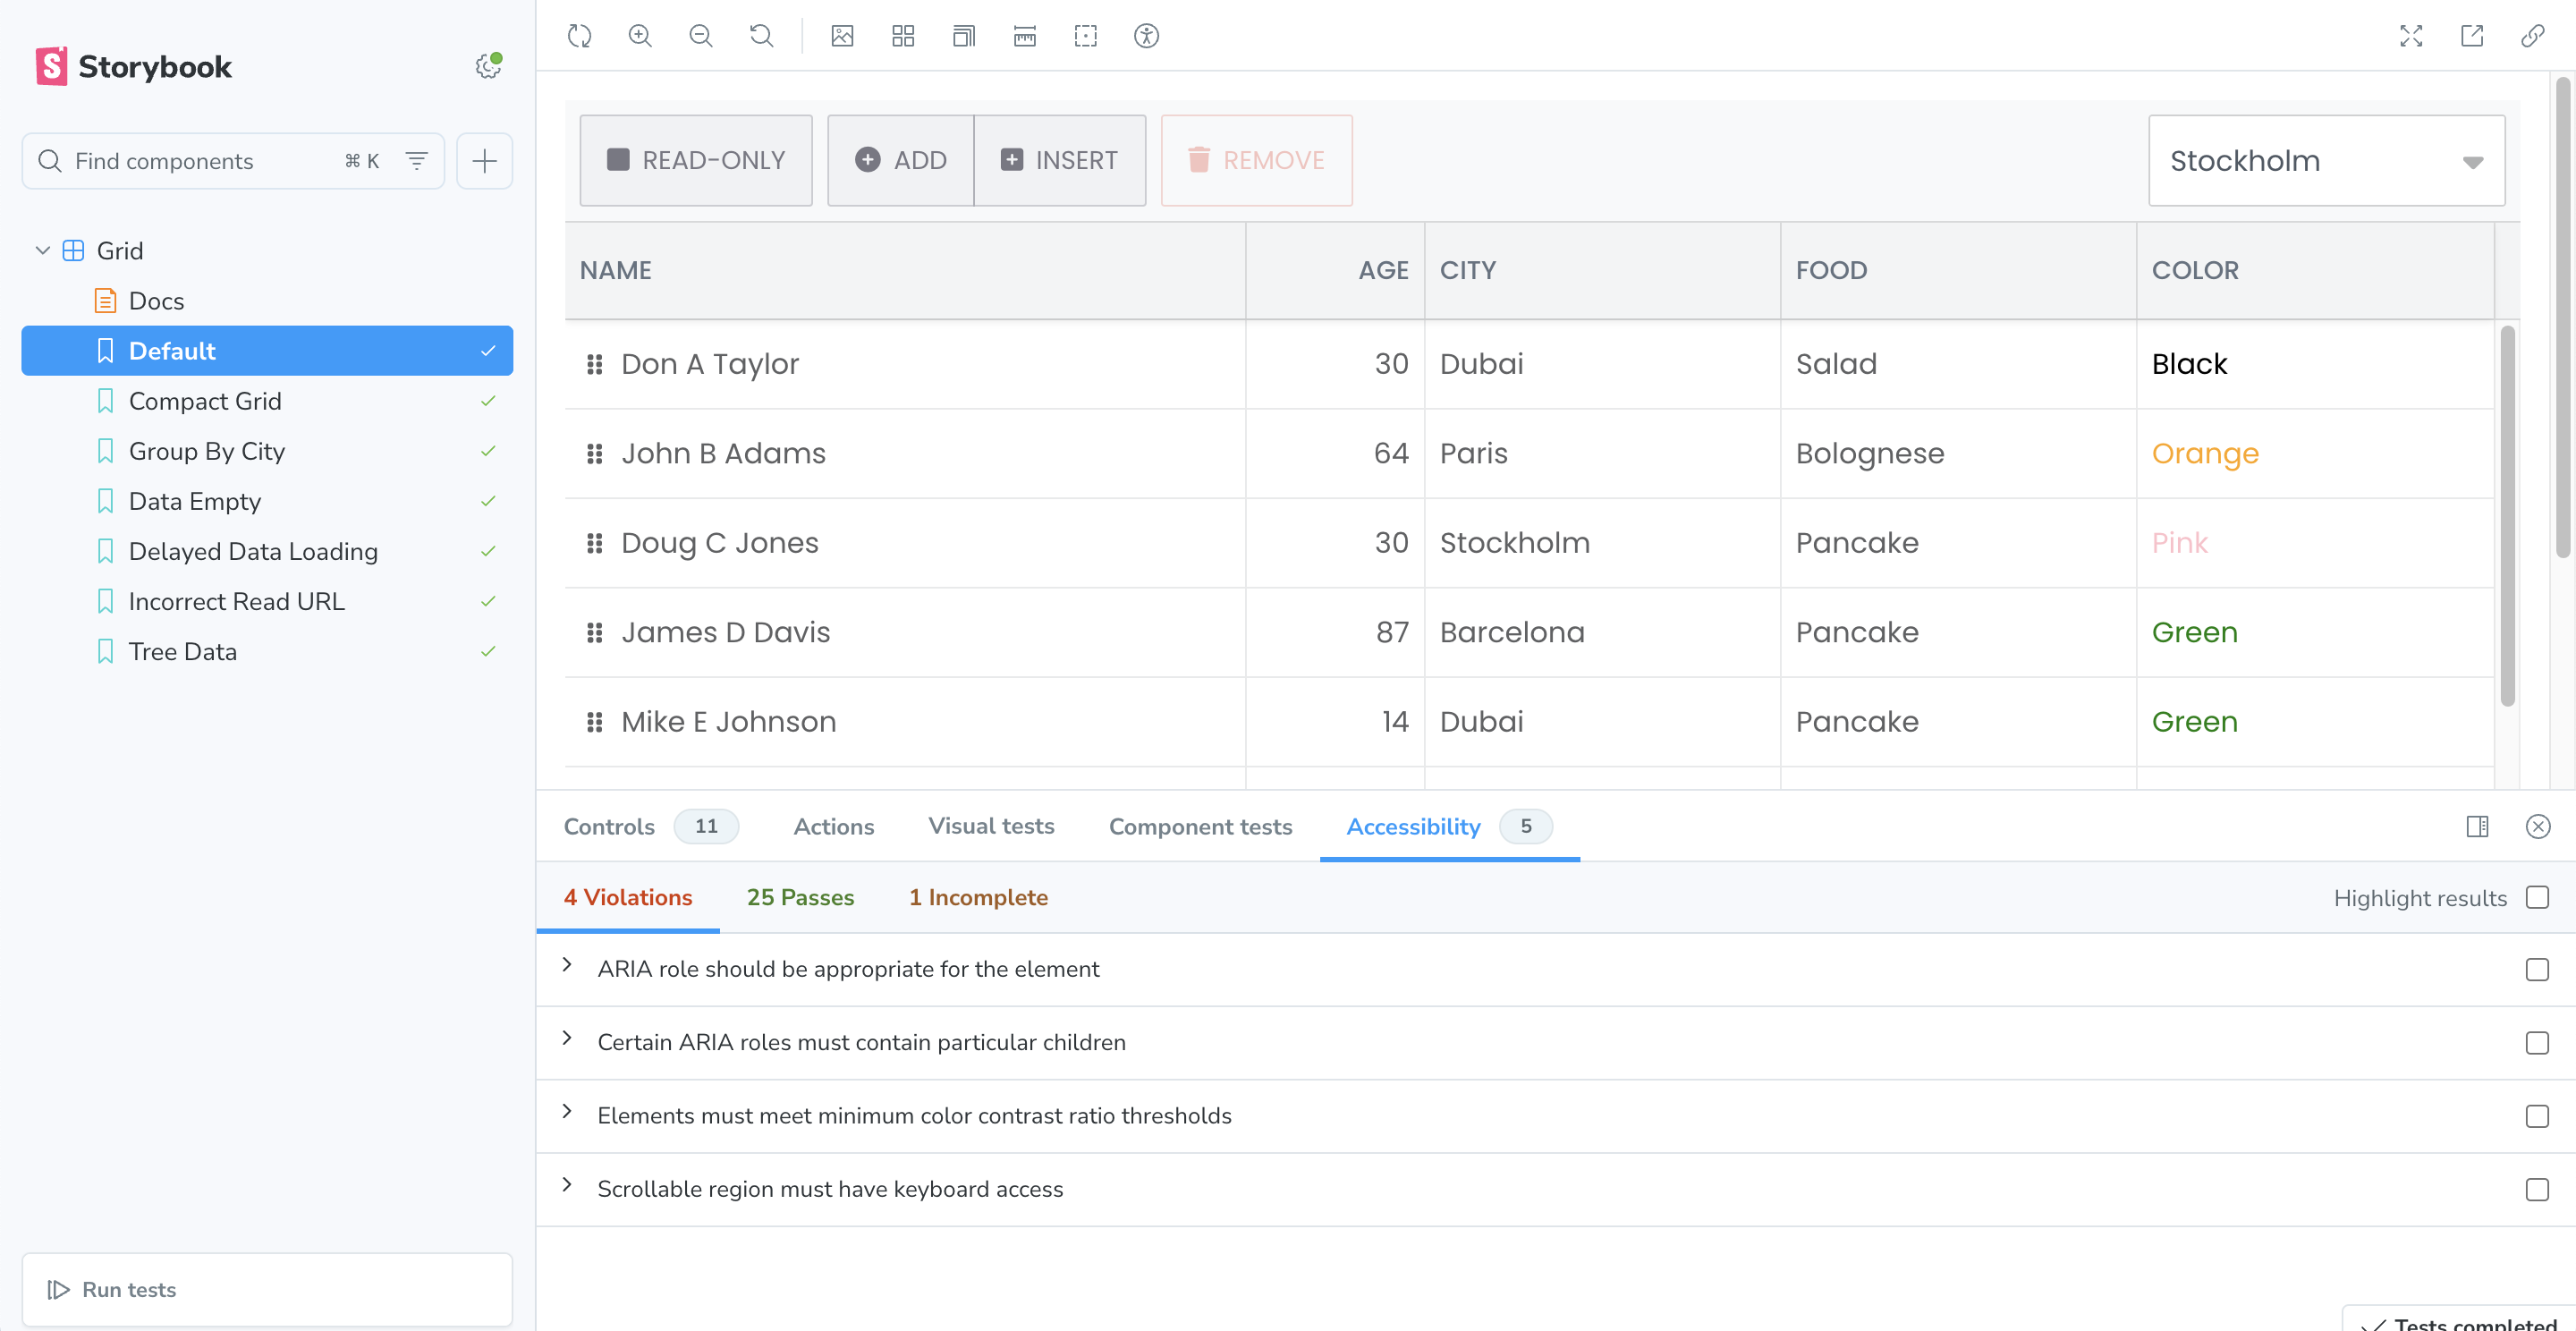 Storybook
Find components ⌘ K
Grid
Docs
Default
Compact Grid
Group By City
Data Empty
Delayed Data Loading
Incorrect Read URL
Tree Data
Run tests
READ-ONLY ADD INSERT REMOVE Stockholm
NAME AGE CITY FOOD COLOR
Don A Taylor 30 Dubai Salad Black
John B Adams 64 Paris Bolognese Orange
Doug C Jones 30 Stockholm Pancake Pink
James D Davis 87 Barcelona Pancake Green
Mike E Johnson 14 Dubai Pancake Green
Controls 11 Actions Visual tests Component tests Accessibility 5
4 Violations 25 Passes 1 Incomplete Highlight results
ARIA role should be appropriate for the element
Certain ARIA roles must contain particular children
Elements must meet minimum color contrast ratio thresholds
Scrollable region must have keyboard access
Tests completed